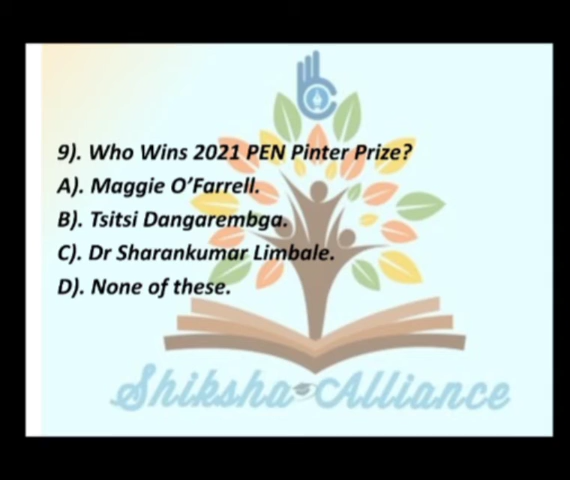 9). Who Wins 2021 PEN Pinter Prize?
A). Maggie O’Farrell.
B). Tsitsi Dangarembga.
C). Dr Sharankumar Limbale.
D). None of these.
Shiksha Alliance